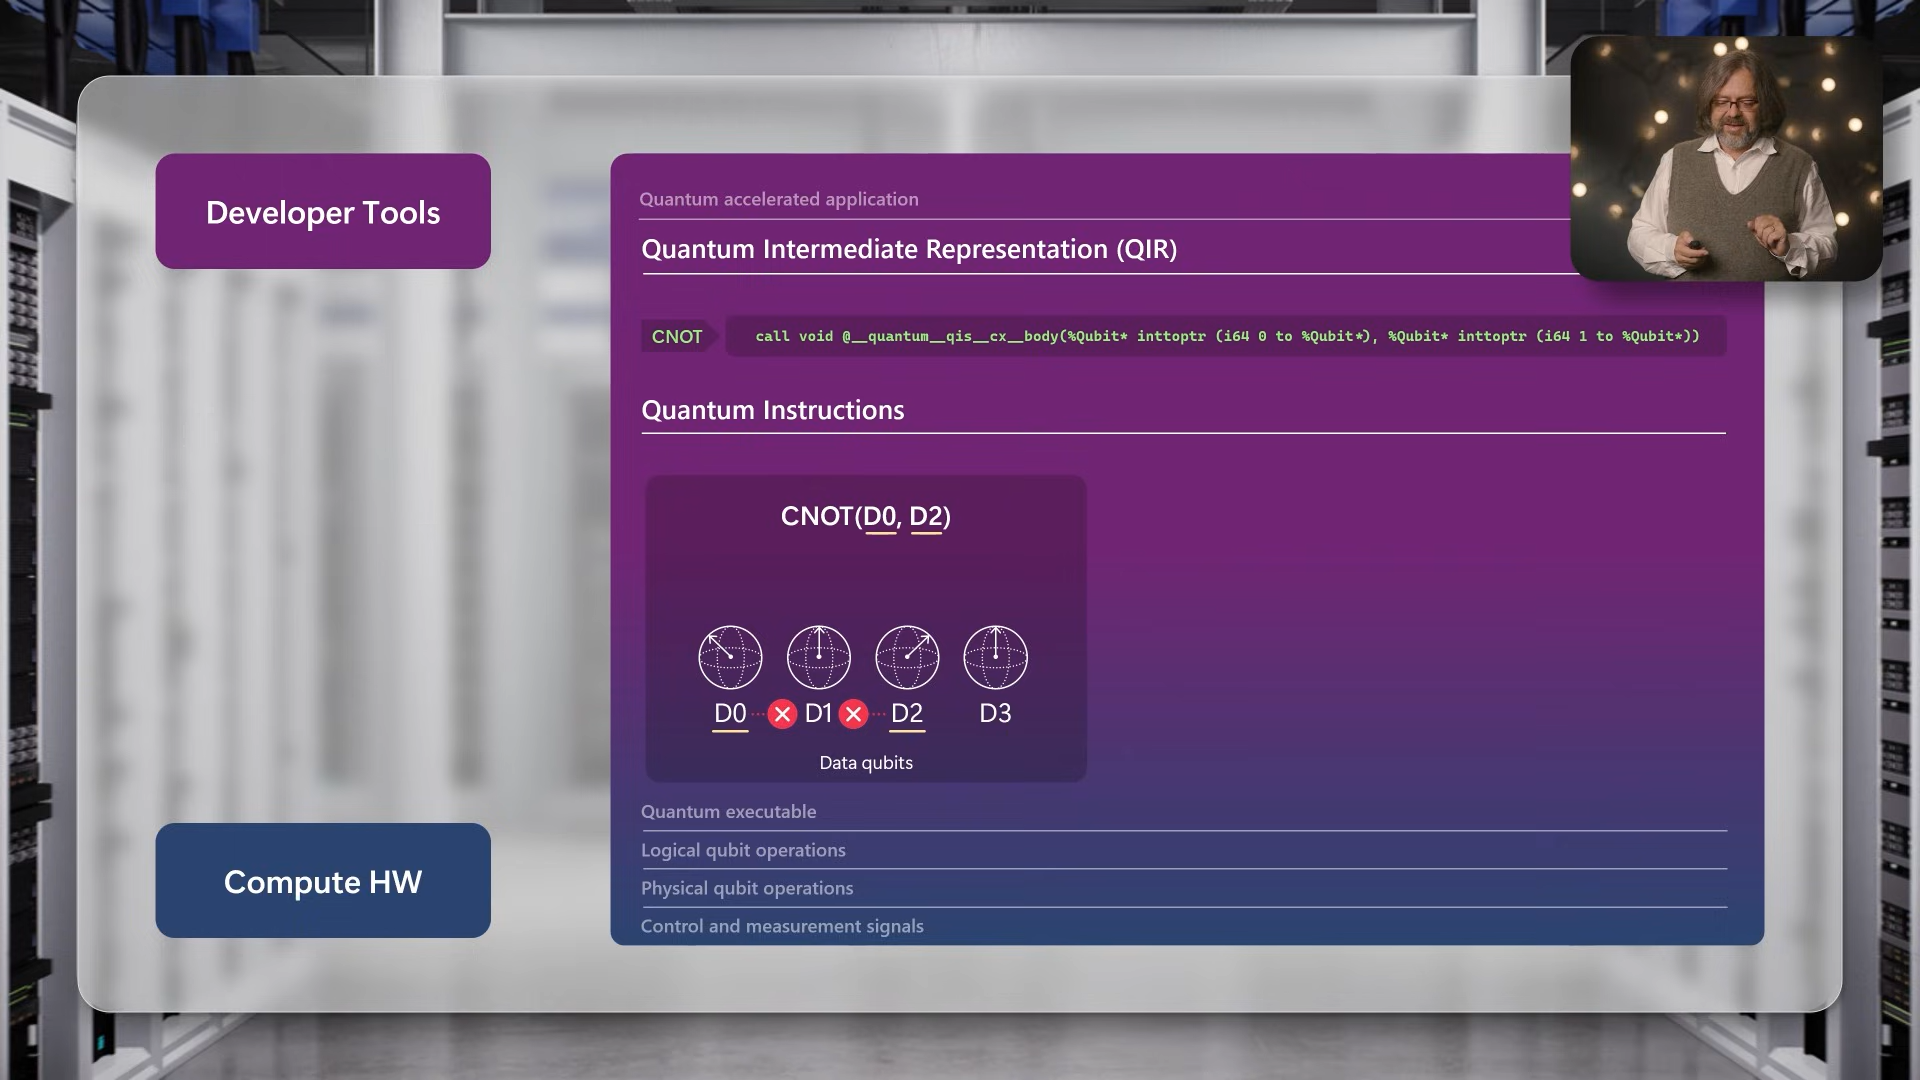 Developer Tools
Quantum accelerated application
Quantum Intermediate Representation (QIR)
CNOT
call void @__quantum__qis__cx__body(%Qubit* inttoptr (i64 0 to %Qubit*), %Qubit* inttoptr (i64 1 to %Qubit*))
Quantum Instructions
CNOT(D0, D2)
D0 D1 D2 D3
Data qubits
Quantum executable
Logical qubit operations
Physical qubit operations
Control and measurement signals
Compute HW